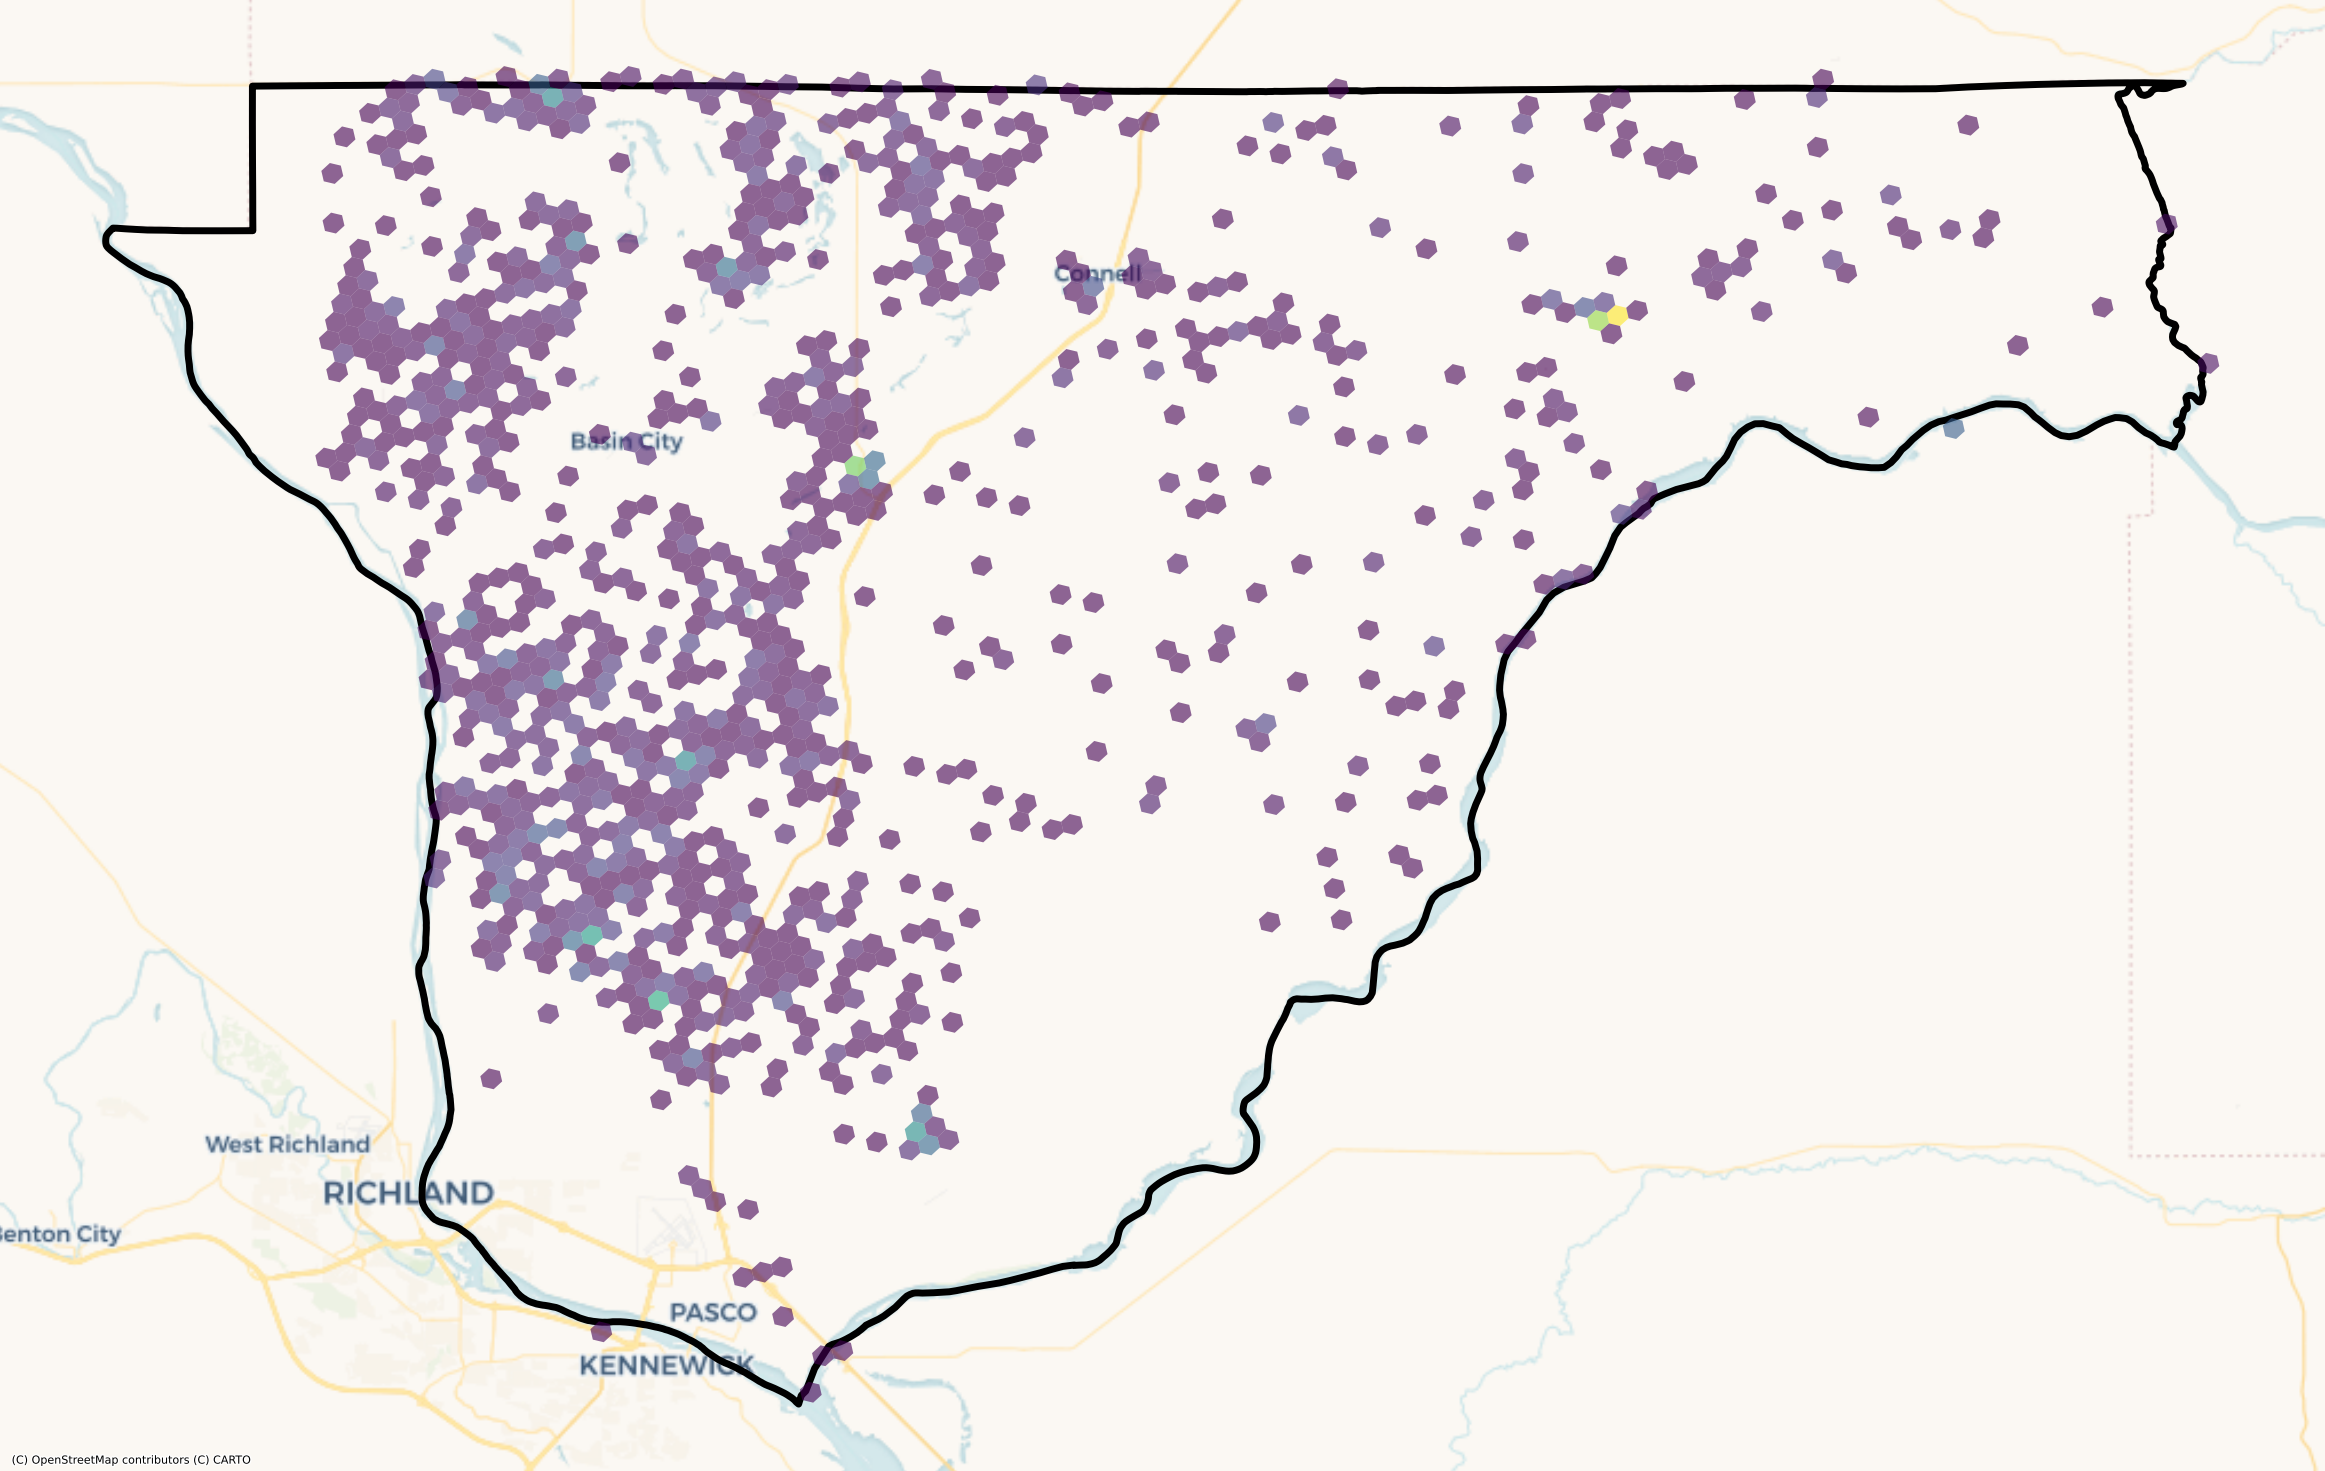 Connell
Basin City
West Richland
RICHLAND
Benton City
PASCO
KENNEWICK
(C) OpenStreetMap contributors (C) CARTO